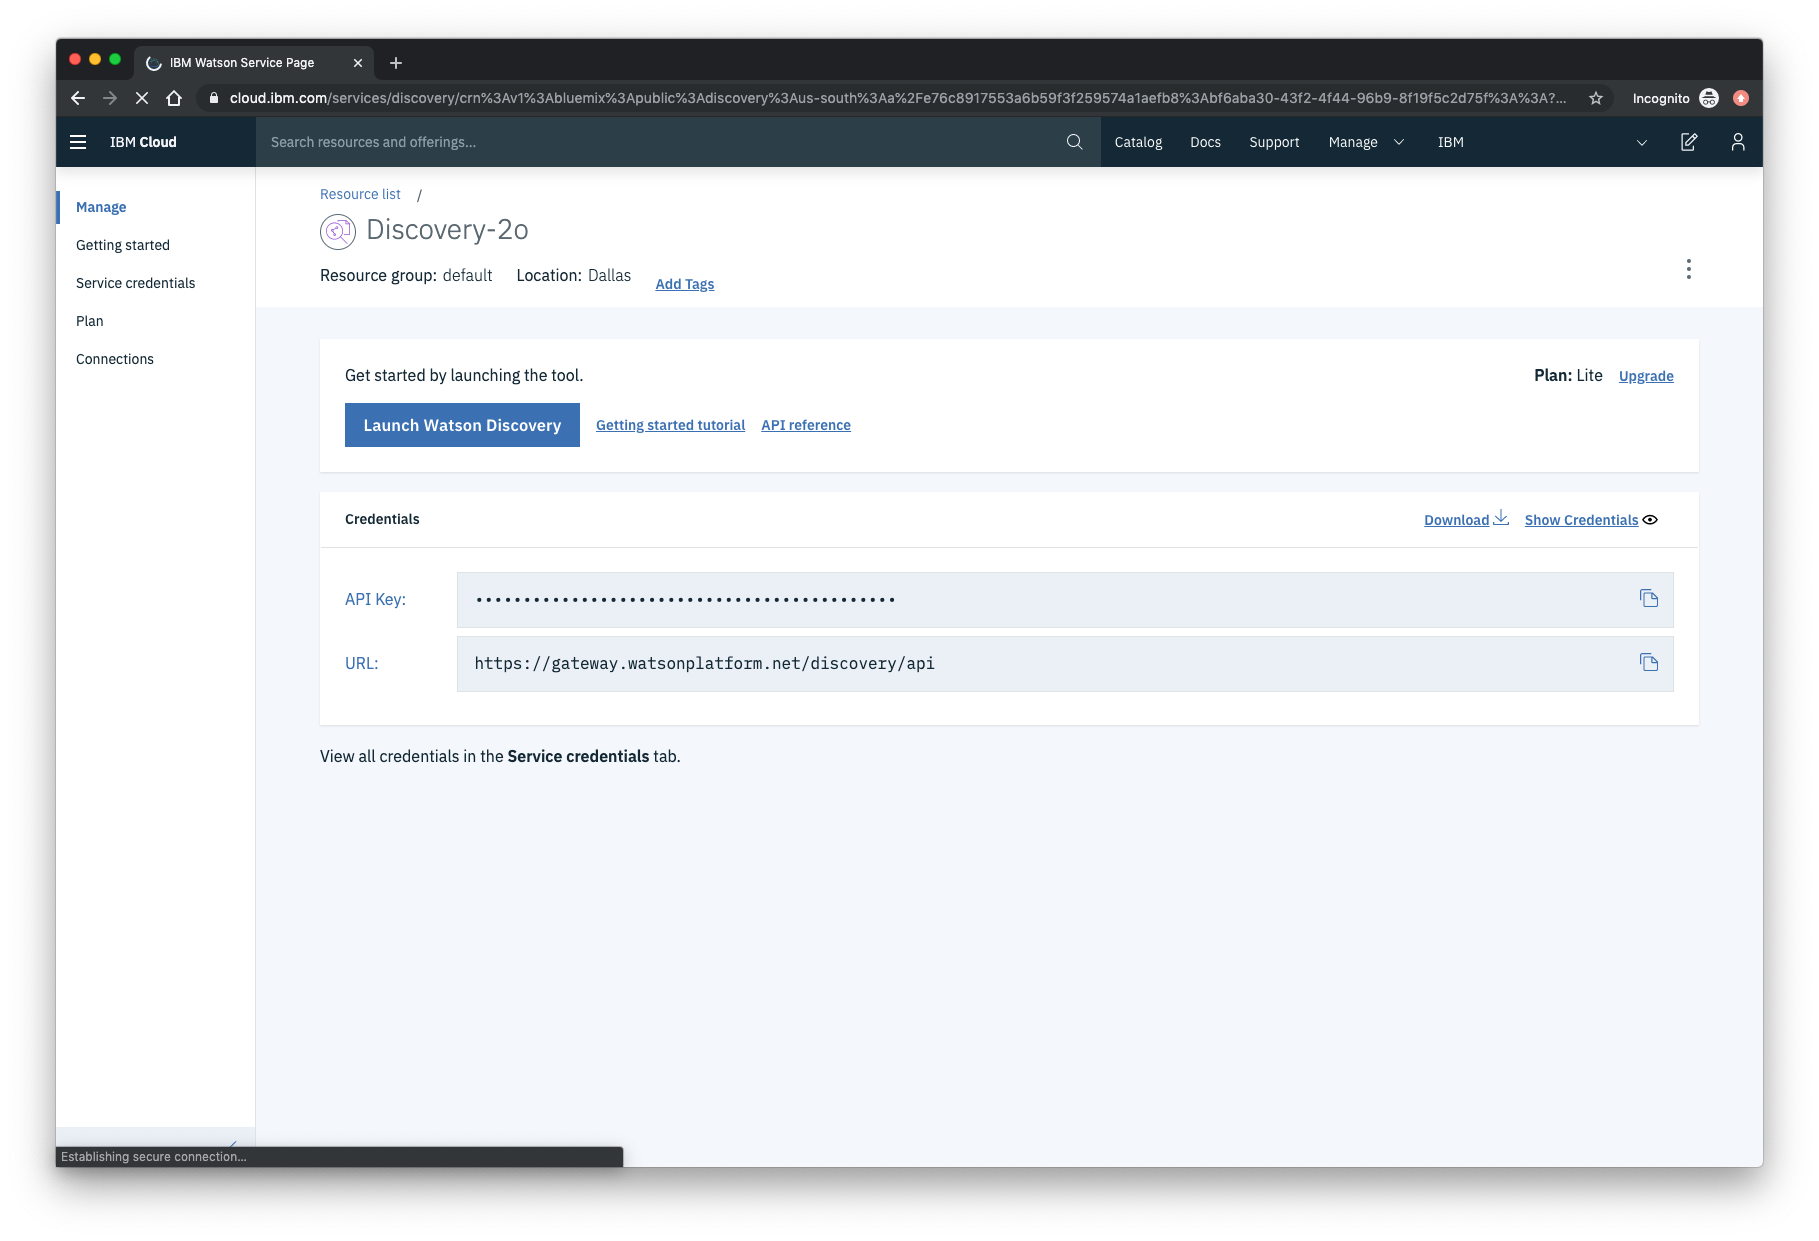 IBM Watson Service Page
cloud.ibm.com/services/discovery/crn%3Av1%3Abluemix%3Apublic%3Adiscovery%3Aus-south%3Aa%2Fe76c8917553a6b59f3f259574a1aefb8%3Abf6aba30-43f2-4f44-96b9-8f19f5c2d75f%3A%3A?...
Incognito
IBM Cloud
Search resources and offerings...
Catalog
Docs
Support
Manage
IBM
Manage
Getting started
Service credentials
Plan
Connections
Resource list /
Discovery-2o
Resource group: default Location: Dallas Add Tags
Get started by launching the tool.
Plan: Lite Upgrade
Launch Watson Discovery
Getting started tutorial
API reference
Credentials
Download
Show Credentials
API Key: ••••••••••••••••••••••••••••••••••••••••••••
URL: https://gateway.watsonplatform.net/discovery/api
View all credentials in the Service credentials tab.
Establishing secure connection...